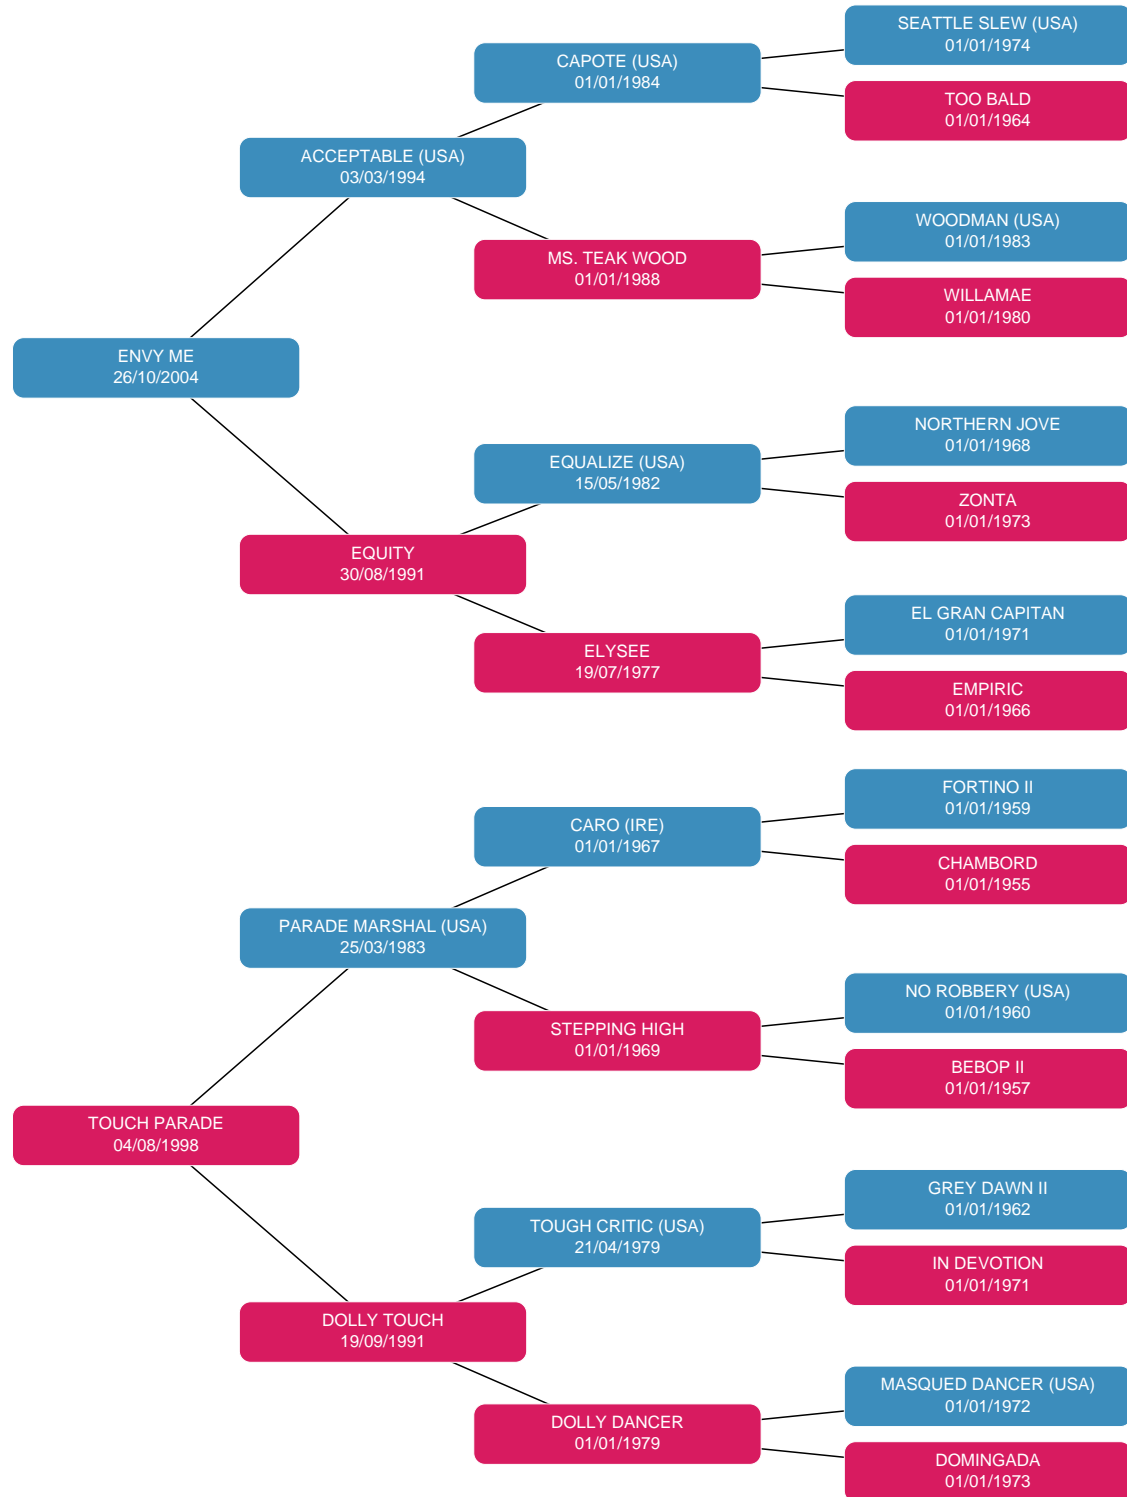 SEATTLE SLEW (USA)
01/01/1974
CAPOTE (USA)
01/01/1984
TOO BALD
01/01/1964
ACCEPTABLE (USA)
03/03/1994
WOODMAN (USA)
01/01/1983
MS. TEAK WOOD
01/01/1988
WILLAMAE
01/01/1980
ENVY ME
26/10/2004
NORTHERN JOVE
01/01/1968
EQUALIZE (USA)
15/05/1982
ZONTA
01/01/1973
EQUITY
30/08/1991
EL GRAN CAPITAN
01/01/1971
ELYSEE
19/07/1977
EMPIRIC
01/01/1966
FORTINO II
01/01/1959
CARO (IRE)
01/01/1967
CHAMBORD
01/01/1955
PARADE MARSHAL (USA)
25/03/1983
NO ROBBERY (USA)
01/01/1960
STEPPING HIGH
01/01/1969
BEBOP II
01/01/1957
TOUCH PARADE
04/08/1998
GREY DAWN II
01/01/1962
TOUGH CRITIC (USA)
21/04/1979
IN DEVOTION
01/01/1971
DOLLY TOUCH
19/09/1991
MASQUED DANCER (USA)
01/01/1972
DOLLY DANCER
01/01/1979
DOMINGADA
01/01/1973